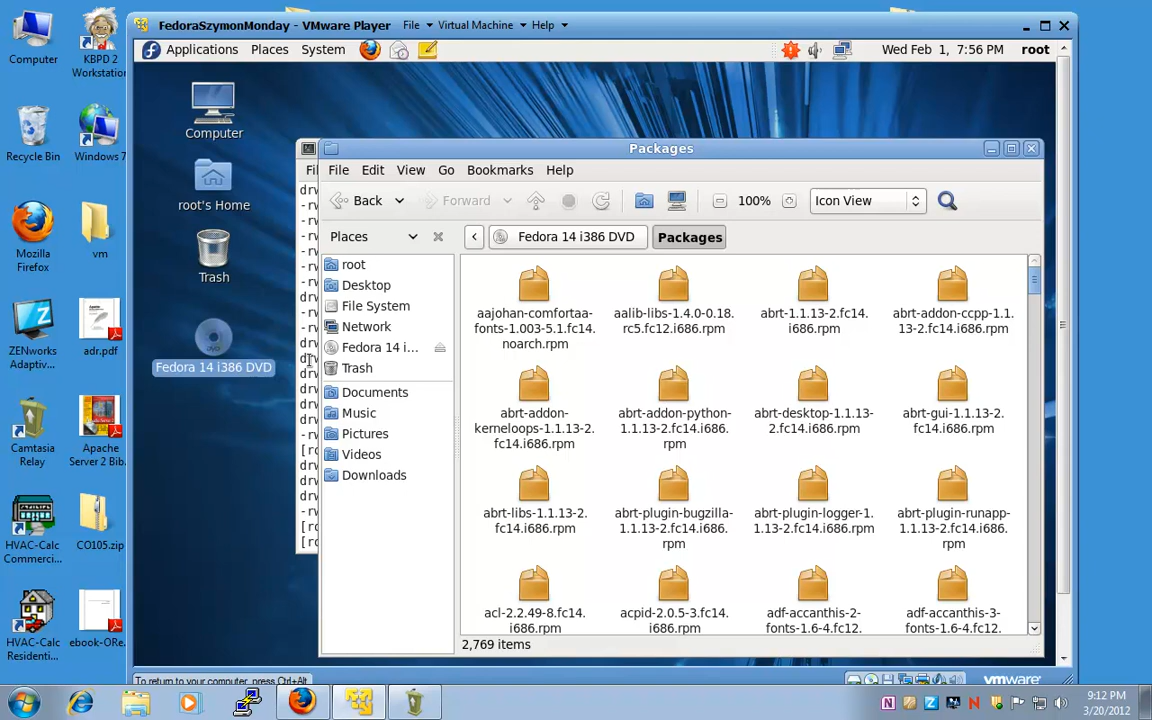 FedoraSzymonMonday - VMware Player File Virtual Machine Help
Applications Places System Wed Feb 1, 7:56 PM root
Computer
KBPD 2
Workstation
Recycle Bin
Windows 7
Mozilla
Firefox
vm
ZENworks
Adaptiv...
adr.pdf
Camtasia
Relay
Apache
Server 2 Bib...
HVAC-Calc
Commerci...
CO105.zip
HVAC-Calc
Residenti...
ebook-ORe...
Computer
root's Home
Trash
Fedora 14 i386 DVD
Packages
File Edit View Go Bookmarks Help
Back Forward 100% Icon View
Places Fedora 14 i386 DVD Packages
root
Desktop
File System
Network
Fedora 14 i...
Trash
Documents
Music
Pictures
Videos
Downloads
aajohan-comfortaa-
fonts-1.003-5.1.fc14.
noarch.rpm
aalib-libs-1.4.0-0.18.
rc5.fc12.i686.rpm
abrt-1.1.13-2.fc14.
i686.rpm
abrt-addon-ccpp-1.1.
13-2.fc14.i686.rpm
abrt-addon-
kerneloops-1.1.13-2.
fc14.i686.rpm
abrt-addon-python-
1.1.13-2.fc14.i686.
rpm
abrt-desktop-1.1.13-
2.fc14.i686.rpm
abrt-gui-1.1.13-2.
fc14.i686.rpm
abrt-libs-1.1.13-2.
fc14.i686.rpm
abrt-plugin-bugzilla-
1.1.13-2.fc14.i686.
rpm
abrt-plugin-logger-1.
1.13-2.fc14.i686.rpm
abrt-plugin-runapp-
1.1.13-2.fc14.i686.
rpm
acl-2.2.49-8.fc14.
i686.rpm
acpid-2.0.5-3.fc14.
i686.rpm
adf-accanthis-2-
fonts-1.6-4.fc12.
adf-accanthis-3-
fonts-1.6-4.fc12.
2,769 items
To return to your computer, press Ctrl+Alt.
vmware
9:12 PM
3/20/2012